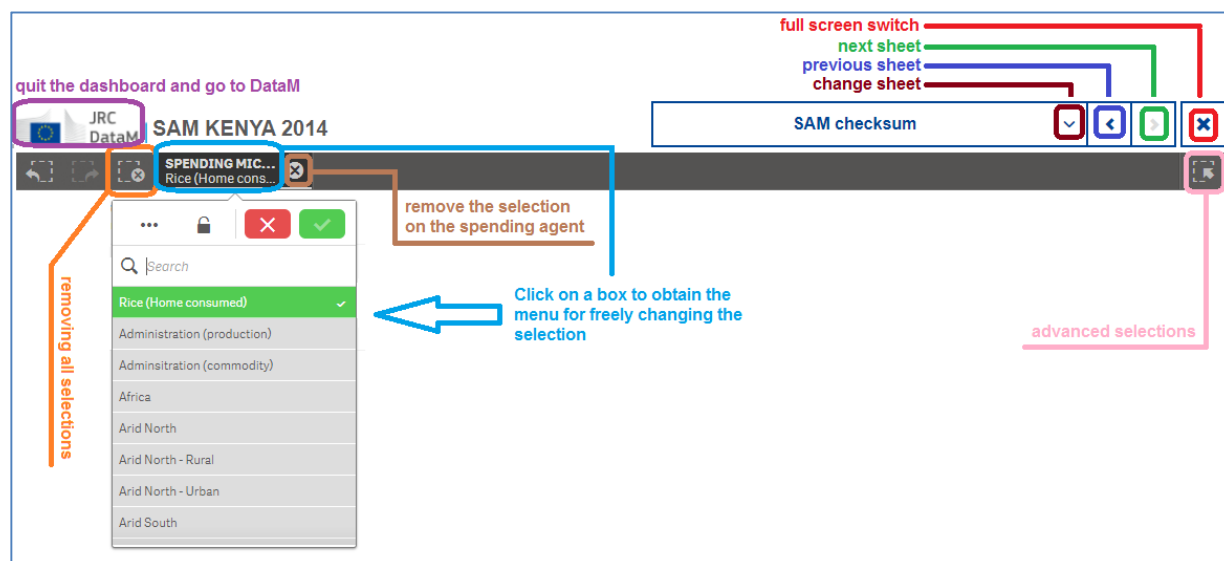 full screen switch
next sheet
previous sheet
change sheet
quit the dashboard and go to DataM
JRC
DataM
SAM KENYA 2014
SAM checksum
SPENDING MIC...
Rice (Home cons...
remove the selection
on the spending agent
Search
Rice (Home consumed)
Administration (production)
Adminsitration (commodity)
Africa
Arid North
Arid North - Rural
Arid North - Urban
Arid South
removing all selections
Click on a box to obtain the
menu for freely changing the
selection
advanced selections